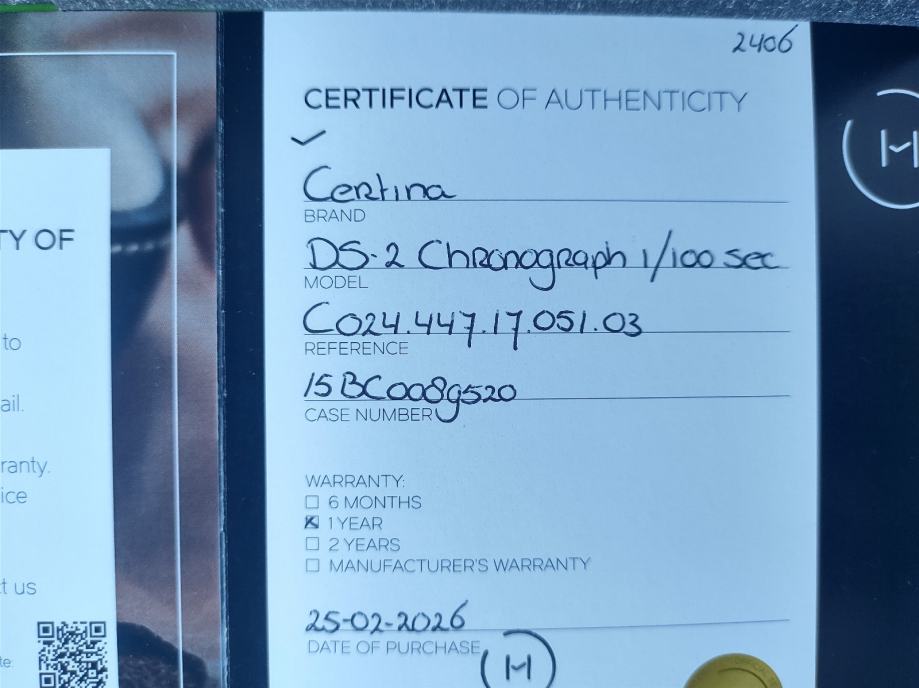 2406
CERTIFICATE OF AUTHENTICITY
Certina
BRAND
DS-2 Chronograph 1/100 sec
MODEL
C024.447.17.051.03
REFERENCE
15BC0089520
CASE NUMBER
WARRANTY:
6 MONTHS
1 YEAR
2 YEARS
MANUFACTURER'S WARRANTY
25-02-2026
DATE OF PURCHASE
H
H
TY OF
to
ail.
ranty.
ice
t us
te: